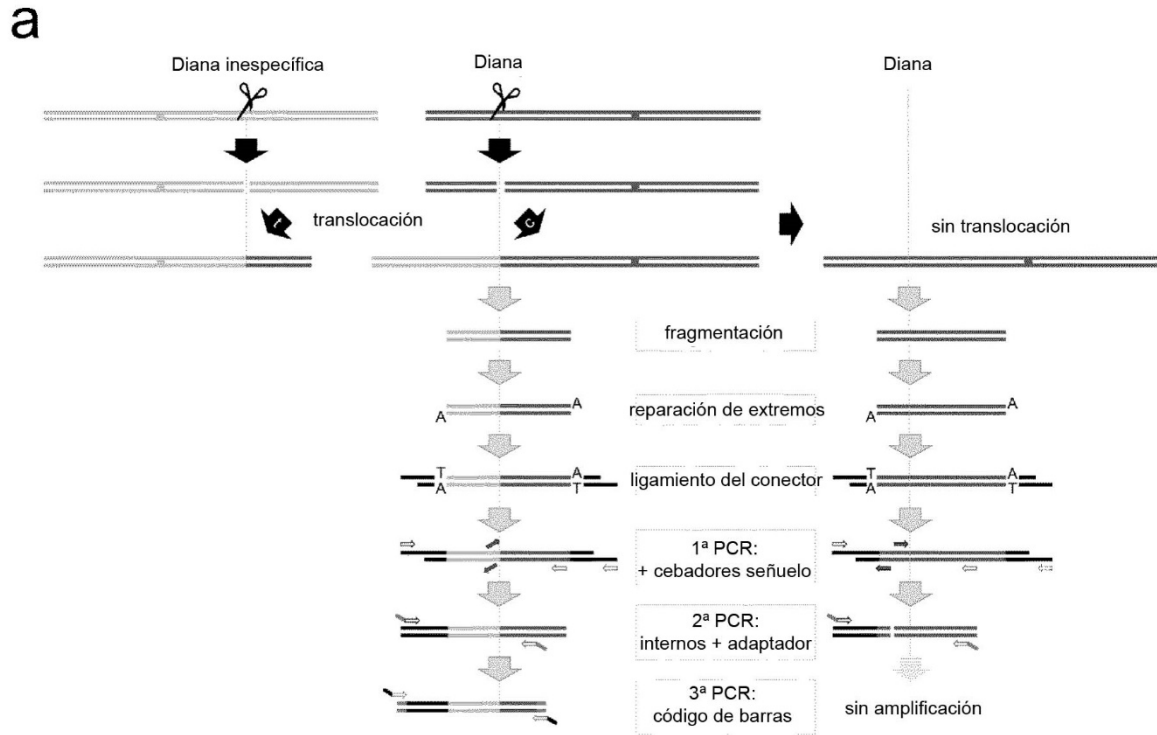 a
Diana inespecífica
Diana
Diana
translocación
sin translocación
fragmentación
A
A
reparación de extremos
A
A
T
A
A
T
ligamiento del conector
T
A
A
T
1ª PCR:
+ cebadores señuelo
2ª PCR:
internos + adaptador
3ª PCR:
código de barras
sin amplificación